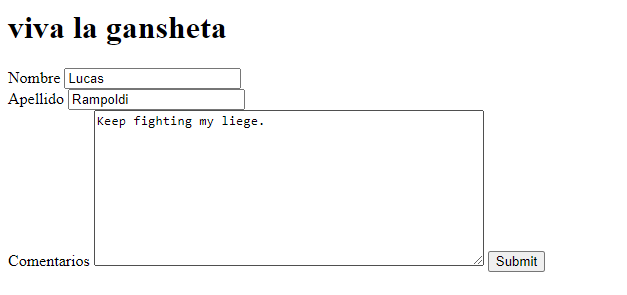 viva la gansheta
Nombre Lucas
Apellido Rampoldi
Keep fighting my liege.
Comentarios Submit